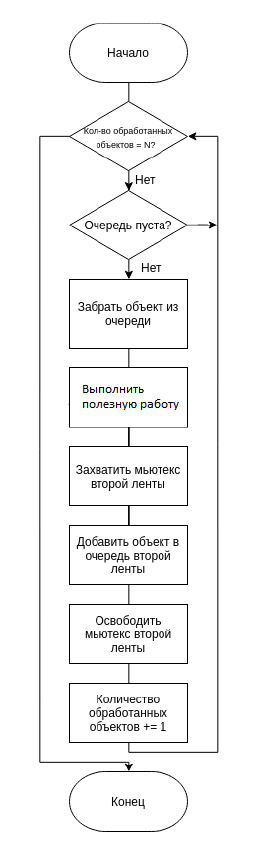 Начало
Кол-во обработанных
объектов = N?
Нет
Очередь пуста?
Нет
Забрать объект из
очереди
Выполнить
полезную работу
Захватить мьютекс
второй ленты
Добавить объект в
очередь второй
ленты
Освободить
мьютекс второй
ленты
Количество
обработанных
объектов += 1
Конец